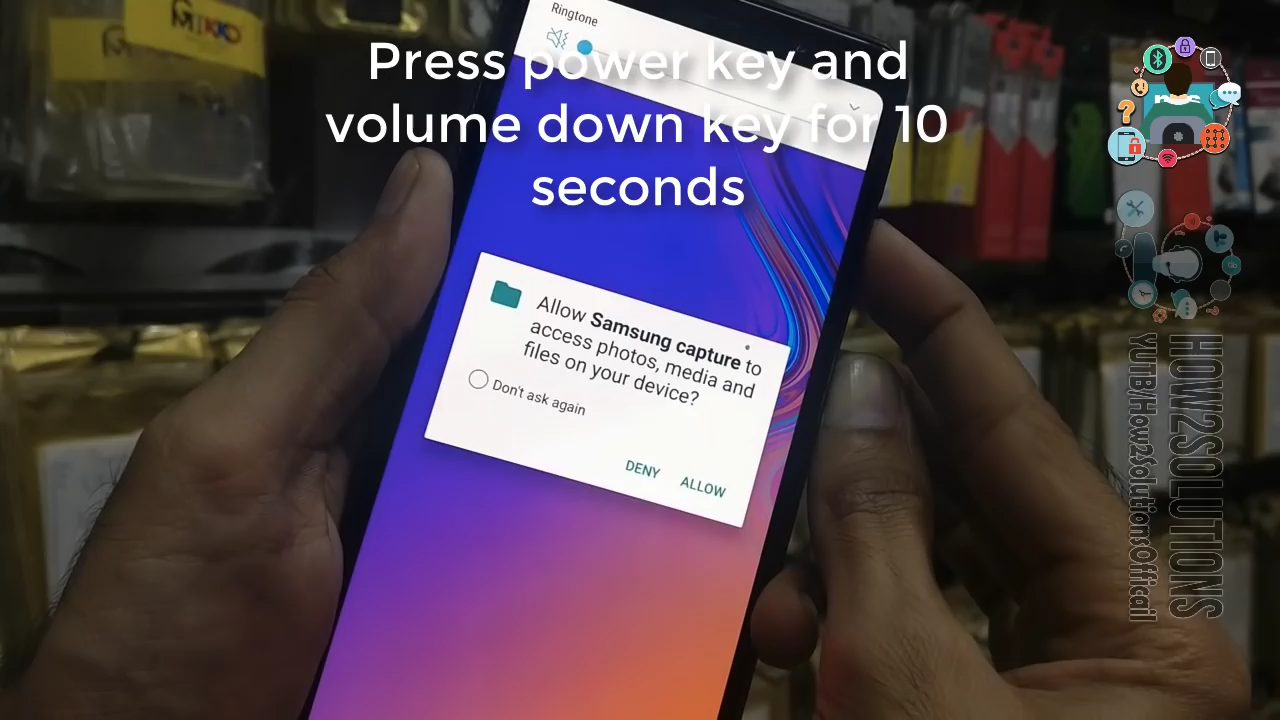 Ringtone
Press power key and
volume down key for 10
seconds
Allow Samsung capture to
access photos, media and
files on your device?
Don't ask again
DENY ALLOW
HOW2SOLUTIONS
YUTB/How2SolutionsOfficail